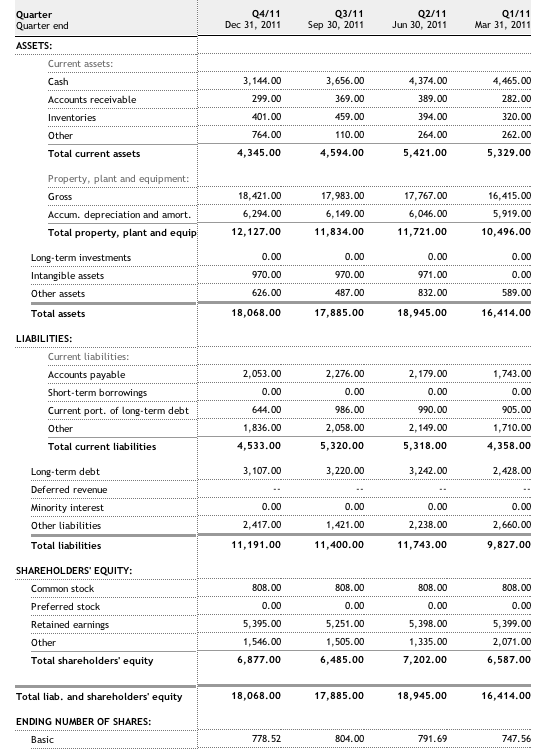 Quarter Q4/11 Q3/11 Q2/11 Q1/11
Quarter end Dec 31, 2011 Sep 30, 2011 Jun 30, 2011 Mar 31, 2011
ASSETS:
Current assets:
Cash 3,144.00 3,656.00 4,374.00 4,465.00
Accounts receivable 299.00 369.00 389.00 282.00
Inventories 401.00 459.00 394.00 320.00
Other 764.00 110.00 264.00 262.00
Total current assets 4,345.00 4,594.00 5,421.00 5,329.00
Property, plant and equipment:
Gross 18,421.00 17,983.00 17,767.00 16,415.00
Accum. depreciation and amort. 6,294.00 6,149.00 6,046.00 5,919.00
Total property, plant and equip 12,127.00 11,834.00 11,721.00 10,496.00
Long-term investments 0.00 0.00 0.00 0.00
Intangible assets 970.00 970.00 971.00 0.00
Other assets 626.00 487.00 832.00 589.00
Total assets 18,068.00 17,885.00 18,945.00 16,414.00
LIABILITIES:
Current liabilities:
Accounts payable 2,053.00 2,276.00 2,179.00 1,743.00
Short-term borrowings 0.00 0.00 0.00 0.00
Current port. of long-term debt 644.00 986.00 990.00 905.00
Other 1,836.00 2,058.00 2,149.00 1,710.00
Total current liabilities 4,533.00 5,320.00 5,318.00 4,358.00
Long-term debt 3,107.00 3,220.00 3,242.00 2,428.00
Deferred revenue -- -- -- --
Minority interest 0.00 0.00 0.00 0.00
Other liabilities 2,417.00 1,421.00 2,238.00 2,660.00
Total liabilities 11,191.00 11,400.00 11,743.00 9,827.00
SHAREHOLDERS' EQUITY:
Common stock 808.00 808.00 808.00 808.00
Preferred stock 0.00 0.00 0.00 0.00
Retained earnings 5,395.00 5,251.00 5,398.00 5,399.00
Other 1,546.00 1,505.00 1,335.00 2,071.00
Total shareholders' equity 6,877.00 6,485.00 7,202.00 6,587.00
Total liab. and shareholders' equity 18,068.00 17,885.00 18,945.00 16,414.00
ENDING NUMBER OF SHARES:
Basic 778.52 804.00 791.69 747.56